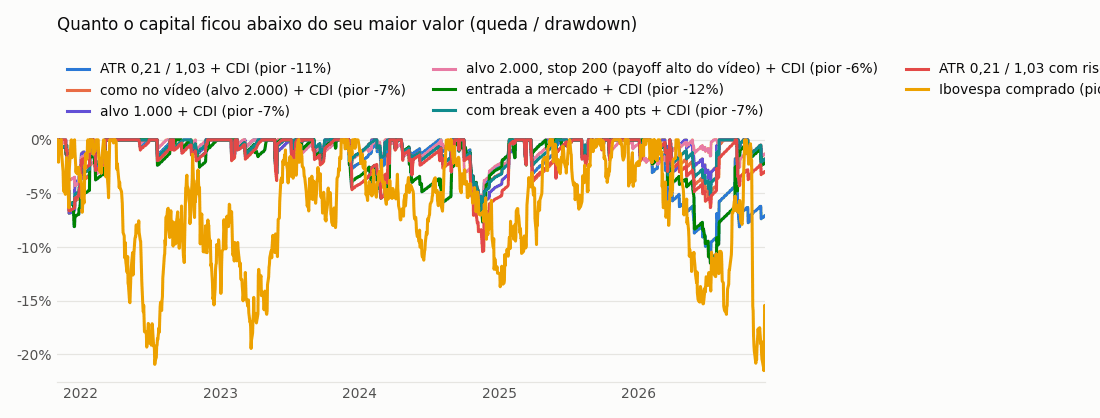 Quanto o capital ficou abaixo do seu maior valor (queda / drawdown)
ATR 0,21 / 1,03 + CDI (pior -11%)
como no vídeo (alvo 2.000) + CDI (pior -7%)
alvo 1.000 + CDI (pior -7%)
alvo 2.000, stop 200 (payoff alto do vídeo) + CDI (pior -6%)
entrada a mercado + CDI (pior -12%)
com break even a 400 pts + CDI (pior -7%)
ATR 0,21 / 1,03 com
Ibovespa comprado
0%
-5%
-10%
-15%
-20%
2022 2023 2024 2025 2026